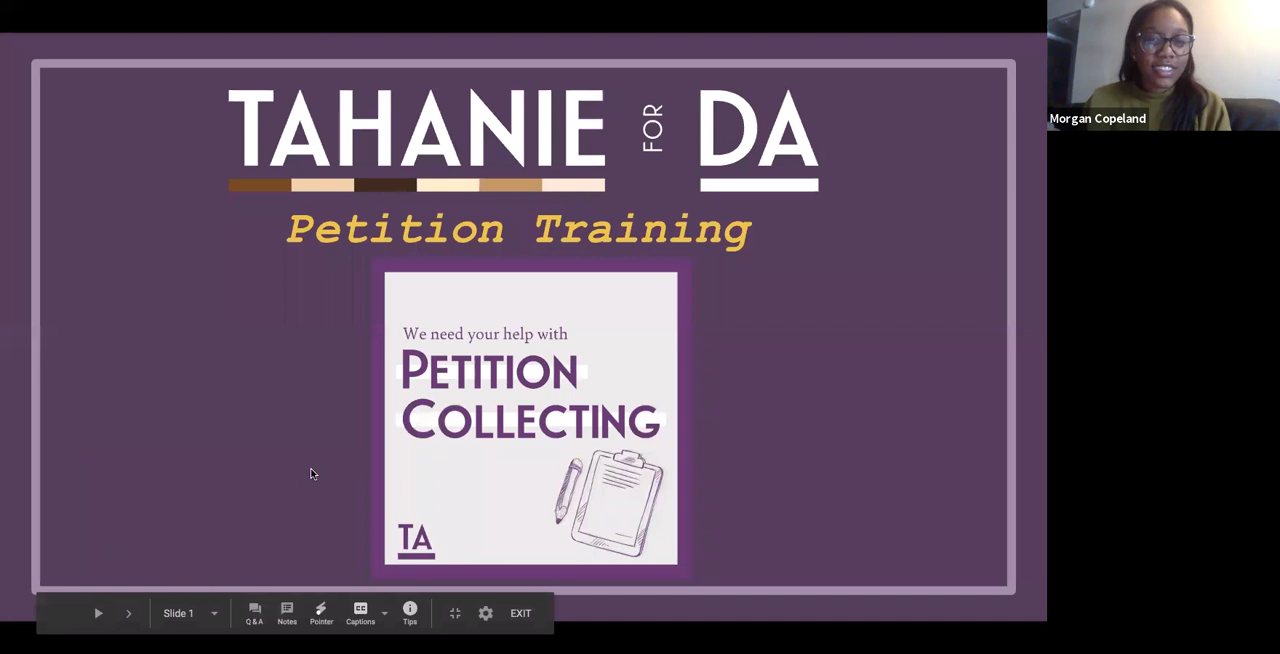 TAHANIE FOR DA
Petition Training
We need your help with
PETITION
COLLECTING
TA
Morgan Copeland
Slide 1
Q & A
Notes
Pointer
CC
Captions
Tips
EXIT